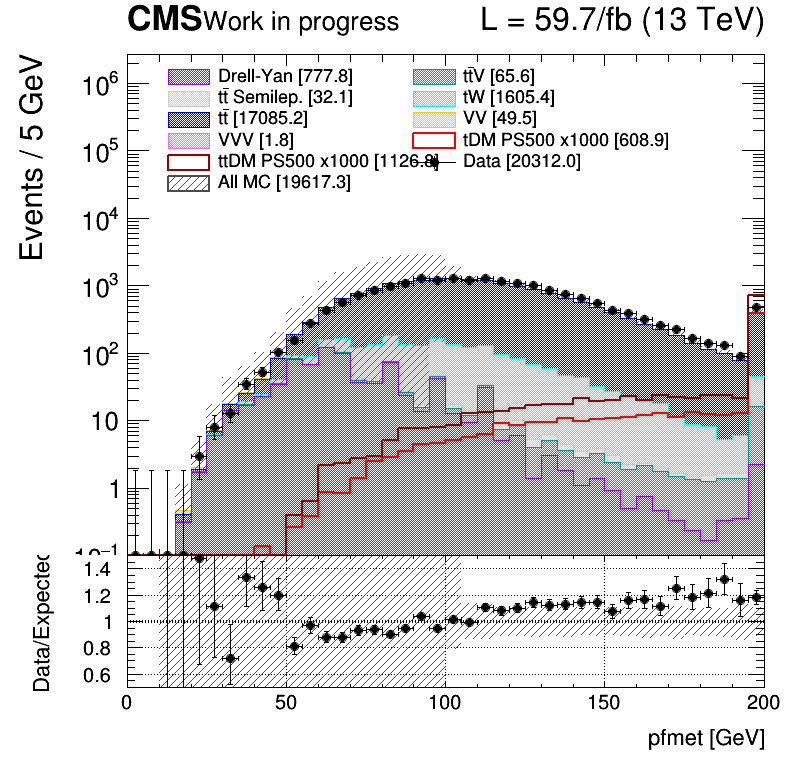 CMS Work in progress L = 59.7/fb (13 TeV)
Events / 5 GeV
10⁶
10⁵
10⁴
10³
10²
10
1
10⁻¹
Drell-Yan [777.8]
tt̄V [65.6]
tt̄ Semilep. [32.1]
tW [1605.4]
tt̄ [17085.2]
VV [49.5]
VVV [1.8]
tDM PS500 x1000 [608.9]
ttDM PS500 x1000 [1126.8]
Data [20312.0]
All MC [19617.3]
Data/Expected
1.4
1.2
1
0.8
0.6
0 50 100 150 200
pfmet [GeV]